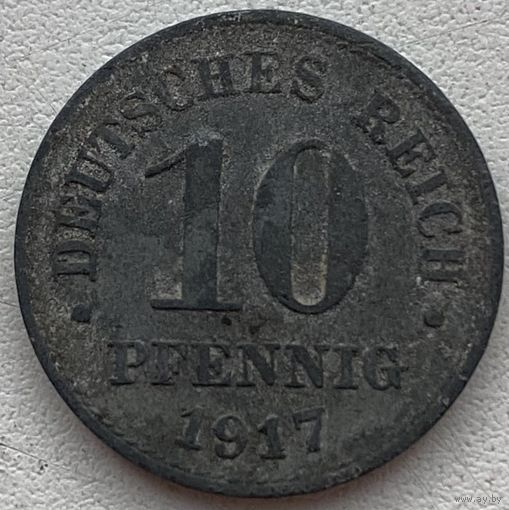 • DEUTSCHES REICH •
10
PFENNIG
1917
www.ay.by